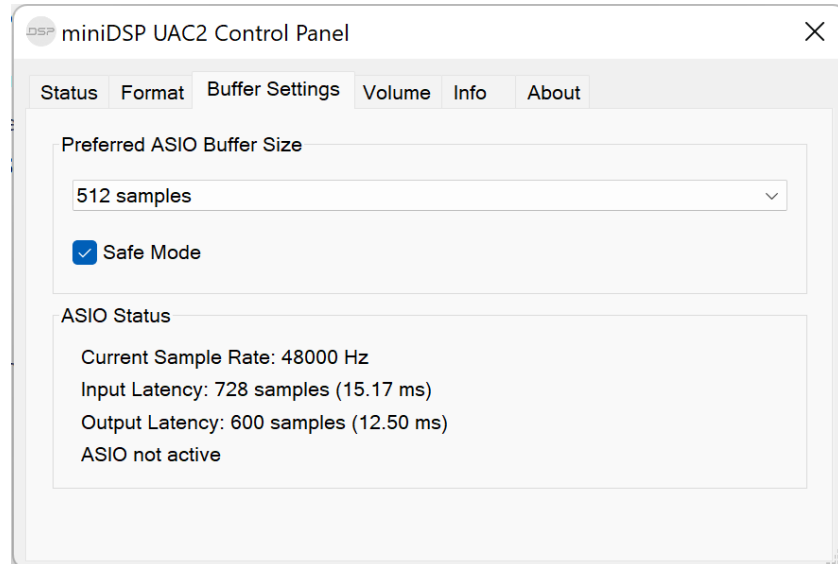 DSP miniDSP UAC2 Control Panel
Status Format Buffer Settings Volume Info About
Preferred ASIO Buffer Size
512 samples
Safe Mode
ASIO Status
Current Sample Rate: 48000 Hz
Input Latency: 728 samples (15.17 ms)
Output Latency: 600 samples (12.50 ms)
ASIO not active